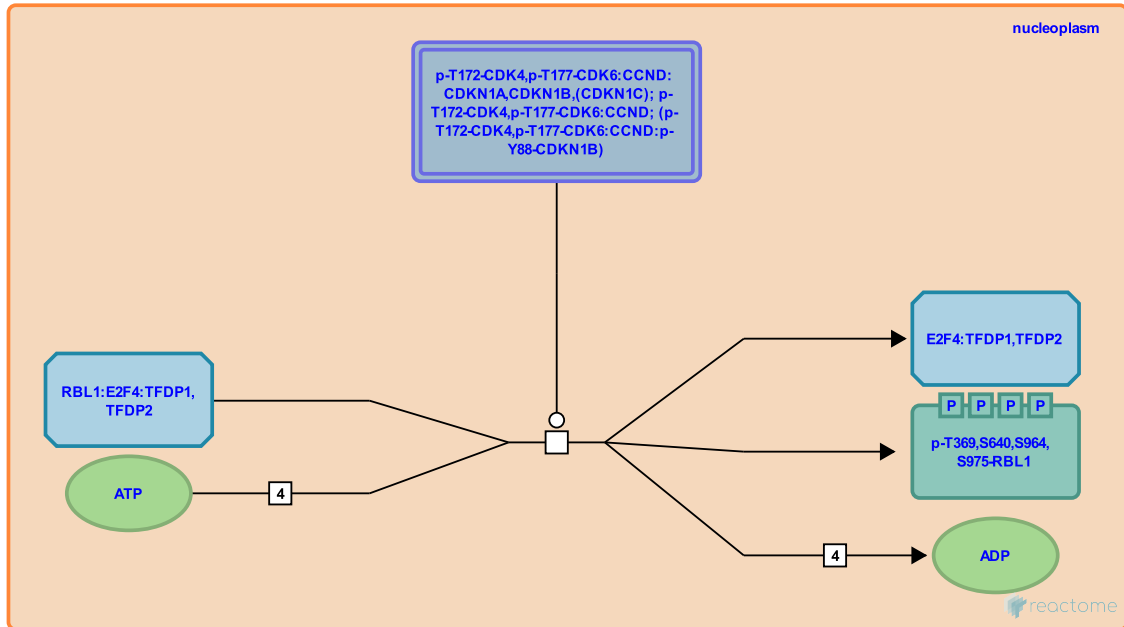 nucleoplasm
p-T172-CDK4,p-T177-CDK6:CCND:
CDKN1A,CDKN1B,(CDKN1C); p-
T172-CDK4,p-T177-CDK6:CCND; (p-
T172-CDK4,p-T177-CDK6:CCND:p-
Y88-CDKN1B)
RBL1:E2F4:TFDP1,
TFDP2
ATP
4
E2F4:TFDP1,TFDP2
P P P P
p-T369,S640,S964,
S975-RBL1
4
ADP
reactome